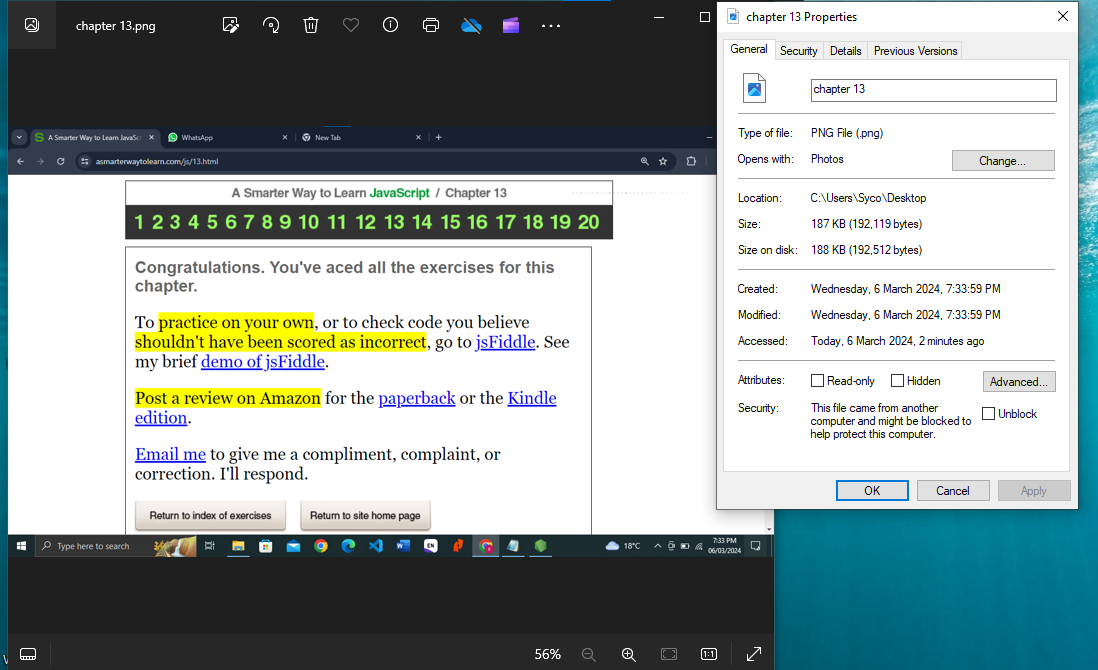 chapter 13.png
A Smarter Way to Learn JavaSc
WhatsApp
New Tab
asmarterwaytolearn.com/js/13.html
A Smarter Way to Learn JavaScript / Chapter 13
1 2 3 4 5 6 7 8 9 10 11 12 13 14 15 16 17 18 19 20
Congratulations. You've aced all the exercises for this
chapter.
To practice on your own, or to check code you believe
shouldn't have been scored as incorrect, go to jsFiddle. See
my brief demo of jsFiddle.
Post a review on Amazon for the paperback or the Kindle
edition.
Email me to give me a compliment, complaint, or
correction. I'll respond.
Return to index of exercises
Return to site home page
Type here to search
EN
18°C
7:33 PM
06/03/2024
56%
1:1
chapter 13 Properties
General Security Details Previous Versions
chapter 13
Type of file: PNG File (.png)
Opens with: Photos
Change...
Location: C:\Users\Syco\Desktop
Size: 187 KB (192,119 bytes)
Size on disk: 188 KB (192,512 bytes)
Created: Wednesday, 6 March 2024, 7:33:59 PM
Modified: Wednesday, 6 March 2024, 7:33:59 PM
Accessed: Today, 6 March 2024, 2 minutes ago
Attributes: Read-only Hidden
Advanced...
Security: This file came from another
computer and might be blocked to
help protect this computer.
Unblock
OK Cancel Apply